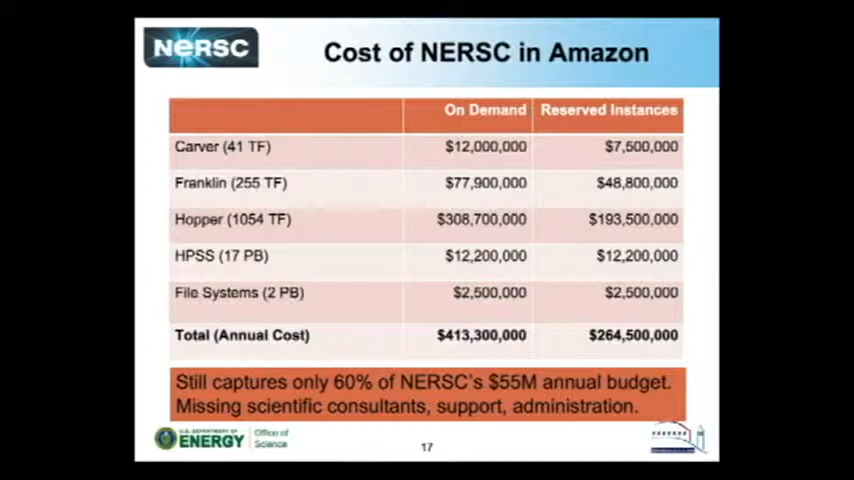 NERSC
Cost of NERSC in Amazon
On Demand Reserved Instances
Carver (41 TF) $12,000,000 $7,500,000
Franklin (255 TF) $77,900,000 $48,800,000
Hopper (1054 TF) $308,700,000 $193,500,000
HPSS (17 PB) $12,200,000 $12,200,000
File Systems (2 PB) $2,500,000 $2,500,000
Total (Annual Cost) $413,300,000 $264,500,000
Still captures only 60% of NERSC's $55M annual budget.
Missing scientific consultants, support, administration.
U.S. DEPARTMENT OF
ENERGY
Office of
Science
17